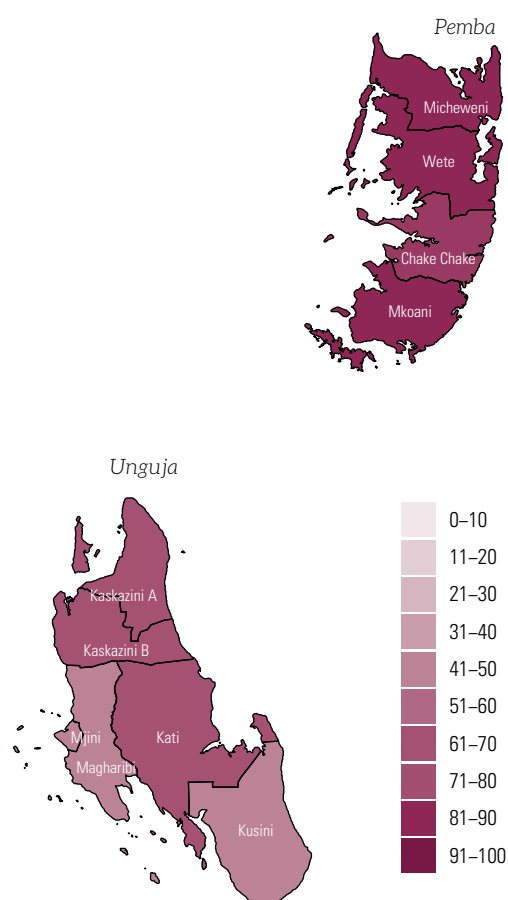 Pemba
Micheweni
Wete
Chake Chake
Mkoani
Unguja
Kaskazini A
Kaskazini B
Mjini
Kati
Magharibi
Kusini
0–10
11–20
21–30
31–40
41–50
51–60
61–70
71–80
81–90
91–100